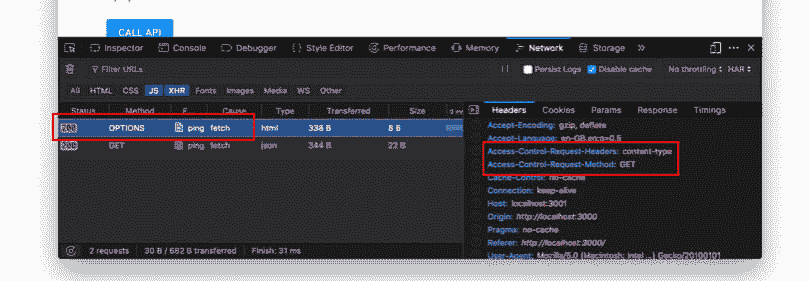 CALL API
Inspector Console Debugger { } Style Editor Performance Memory Network Storage »
Filter URLs Persist Logs Disable cache No throttling HAR
All HTML CSS JS XHR Fonts Images Media WS Other
Status Method Cause Type Transferred Size
Headers Cookies Params Response Timings
200 OPTIONS ping fetch html 338 B 8 B
200 GET ping fetch json 344 B 22 B
Accept-Encoding: gzip, deflate
Accept-Language: en-GB,en;q=0.5
Access-Control-Request-Headers: content-type
Access-Control-Request-Method: GET
Cache-Control: no-cache
Connection: keep-alive
Host: localhost:3001
Origin: http://localhost:3000
Pragma: no-cache
Referer: http://localhost:3000/
User-Agent: Mozilla/5.0 (Macintosh; Intel ...) Gecko/20100101
2 requests 30 B / 682 B transferred Finish: 31 ms